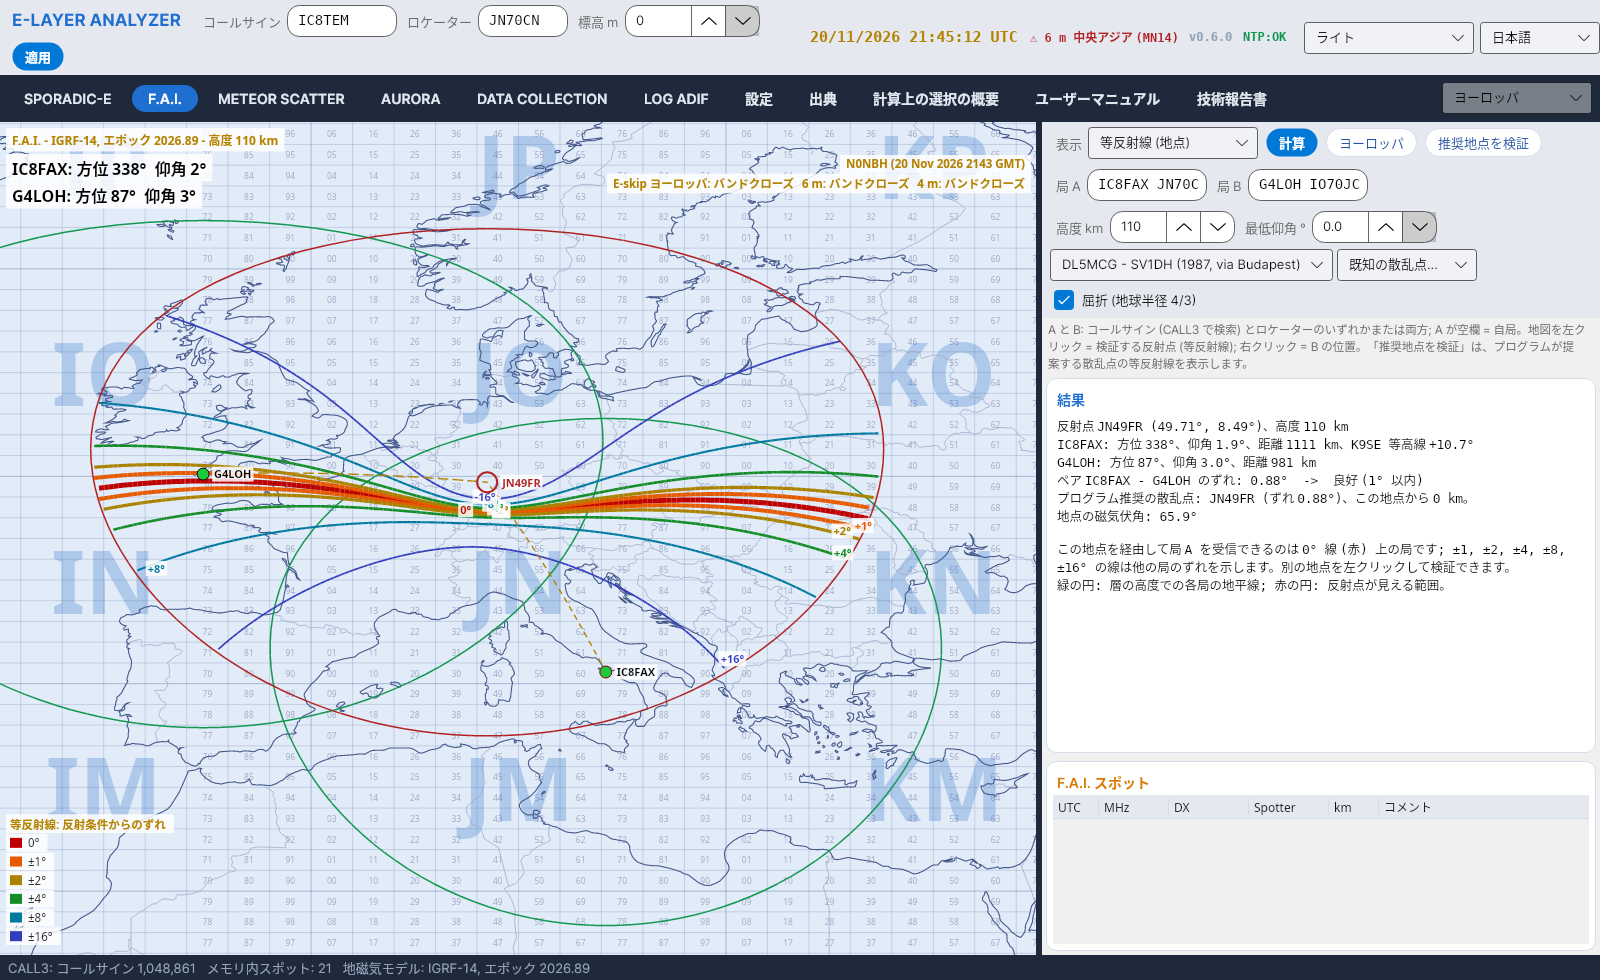 E-LAYER ANALYZER コールサイン IC8TEM ロケーター JN70CN 標高 m 0
適用
20/11/2026 21:45:12 UTC ⚠ 6 m 中央アジア (MN14) v0.6.0 NTP:OK ライト 日本語
SPORADIC-E F.A.I. METEOR SCATTER AURORA DATA COLLECTION LOG ADIF 設定 出典 計算上の選択の概要 ユーザーマニュアル 技術報告書 ヨーロッパ
F.A.I. - IGRF-14, エポック 2026.89 - 高度 110 km
IC8FAX: 方位 338° 仰角 2°
G4LOH: 方位 87° 仰角 3°
N0NBH (20 Nov 2026 2143 GMT)
E-skip ヨーロッパ: バンドクローズ 6 m: バンドクローズ 4 m: バンドクローズ
JP KP
IO JO KO
IN JN KN
IM JM KM
G4LOH
JN49FR
IC8FAX
-16°
0°
+1°
+2°
+4°
+8°
+16°
等反射線: 反射条件からのずれ
0°
±1°
±2°
±4°
±8°
±16°
表示 等反射線 (地点) 計算 ヨーロッパ 推奨地点を検証
局 A IC8FAX JN70C 局 B G4LOH IO70JC
高度 km 110 最低仰角 ° 0.0
DL5MCG - SV1DH (1987, via Budapest) 既知の散乱点...
屈折 (地球半径 4/3)
A と B: コールサイン (CALL3 で検索) とロケーターのいずれかまたは両方; A が空欄 = 自局。地図を左ク
リック = 検証する反射点 (等反射線); 右クリック = B の位置。「推奨地点を検証」は、プログラムが提
案する散乱点の等反射線を表示します。
結果
反射点 JN49FR (49.71°, 8.49°)、高度 110 km
IC8FAX: 方位 338°、仰角 1.9°、距離 1111 km、K9SE 等高線 +10.7°
G4LOH: 方位 87°、仰角 3.0°、距離 981 km
ペア IC8FAX - G4LOH のずれ: 0.88° -> 良好 (1° 以内)
プログラム推奨の散乱点: JN49FR (ずれ 0.88°)、この地点から 0 km。
地点の磁気伏角: 65.9°
この地点を経由して局 A を受信できるのは 0° 線 (赤) 上の局です; ±1, ±2, ±4, ±8,
±16° の線は他の局のずれを示します。別の地点を左クリックして検証できます。
緑の円: 層の高度での各局の地平線; 赤の円: 反射点が見える範囲。
F.A.I. スポット
UTC MHz DX Spotter km コメント
CALL3: コールサイン 1,048,861 メモリ内スポット: 21 地磁気モデル: IGRF-14, エポック 2026.89